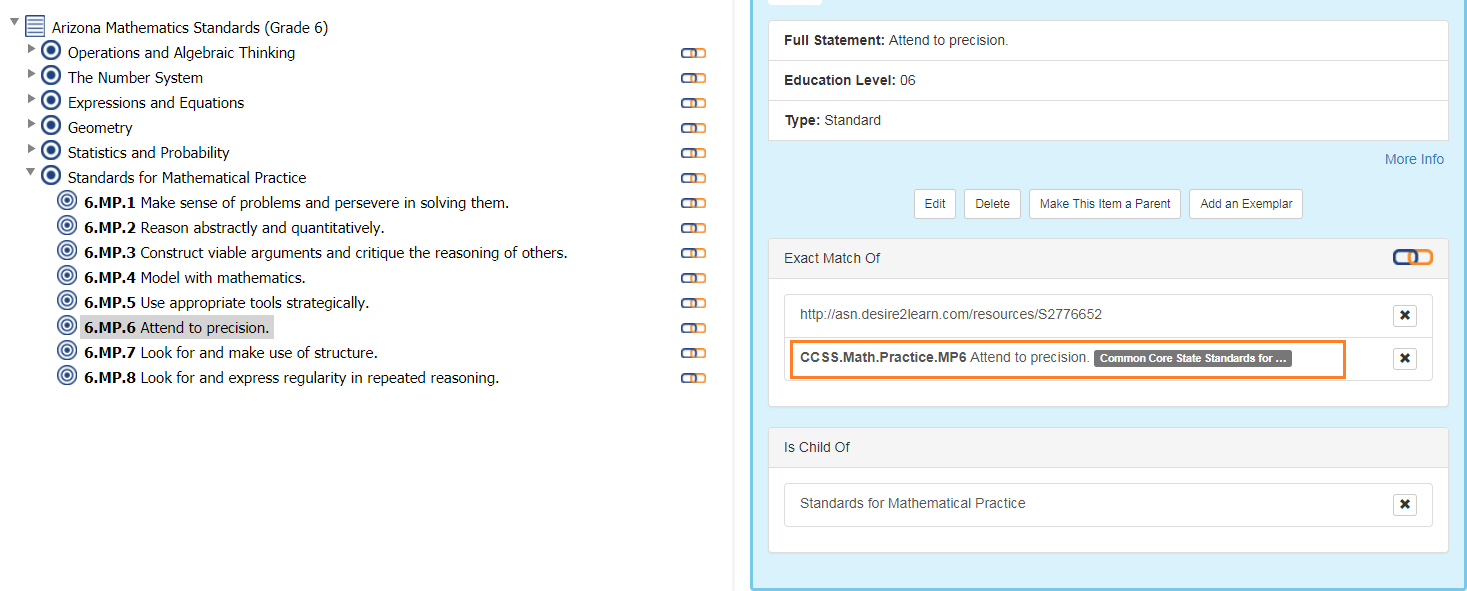 Arizona Mathematics Standards (Grade 6)
Operations and Algebraic Thinking
The Number System
Expressions and Equations
Geometry
Statistics and Probability
Standards for Mathematical Practice
6.MP.1 Make sense of problems and persevere in solving them.
6.MP.2 Reason abstractly and quantitatively.
6.MP.3 Construct viable arguments and critique the reasoning of others.
6.MP.4 Model with mathematics.
6.MP.5 Use appropriate tools strategically.
6.MP.6 Attend to precision.
6.MP.7 Look for and make use of structure.
6.MP.8 Look for and express regularity in repeated reasoning.
Full Statement: Attend to precision.
Education Level: 06
Type: Standard
More Info
Edit Delete Make This Item a Parent Add an Exemplar
Exact Match Of
http://asn.desire2learn.com/resources/S2776652
CCSS.Math.Practice.MP6 Attend to precision. Common Core State Standards for ...
Is Child Of
Standards for Mathematical Practice